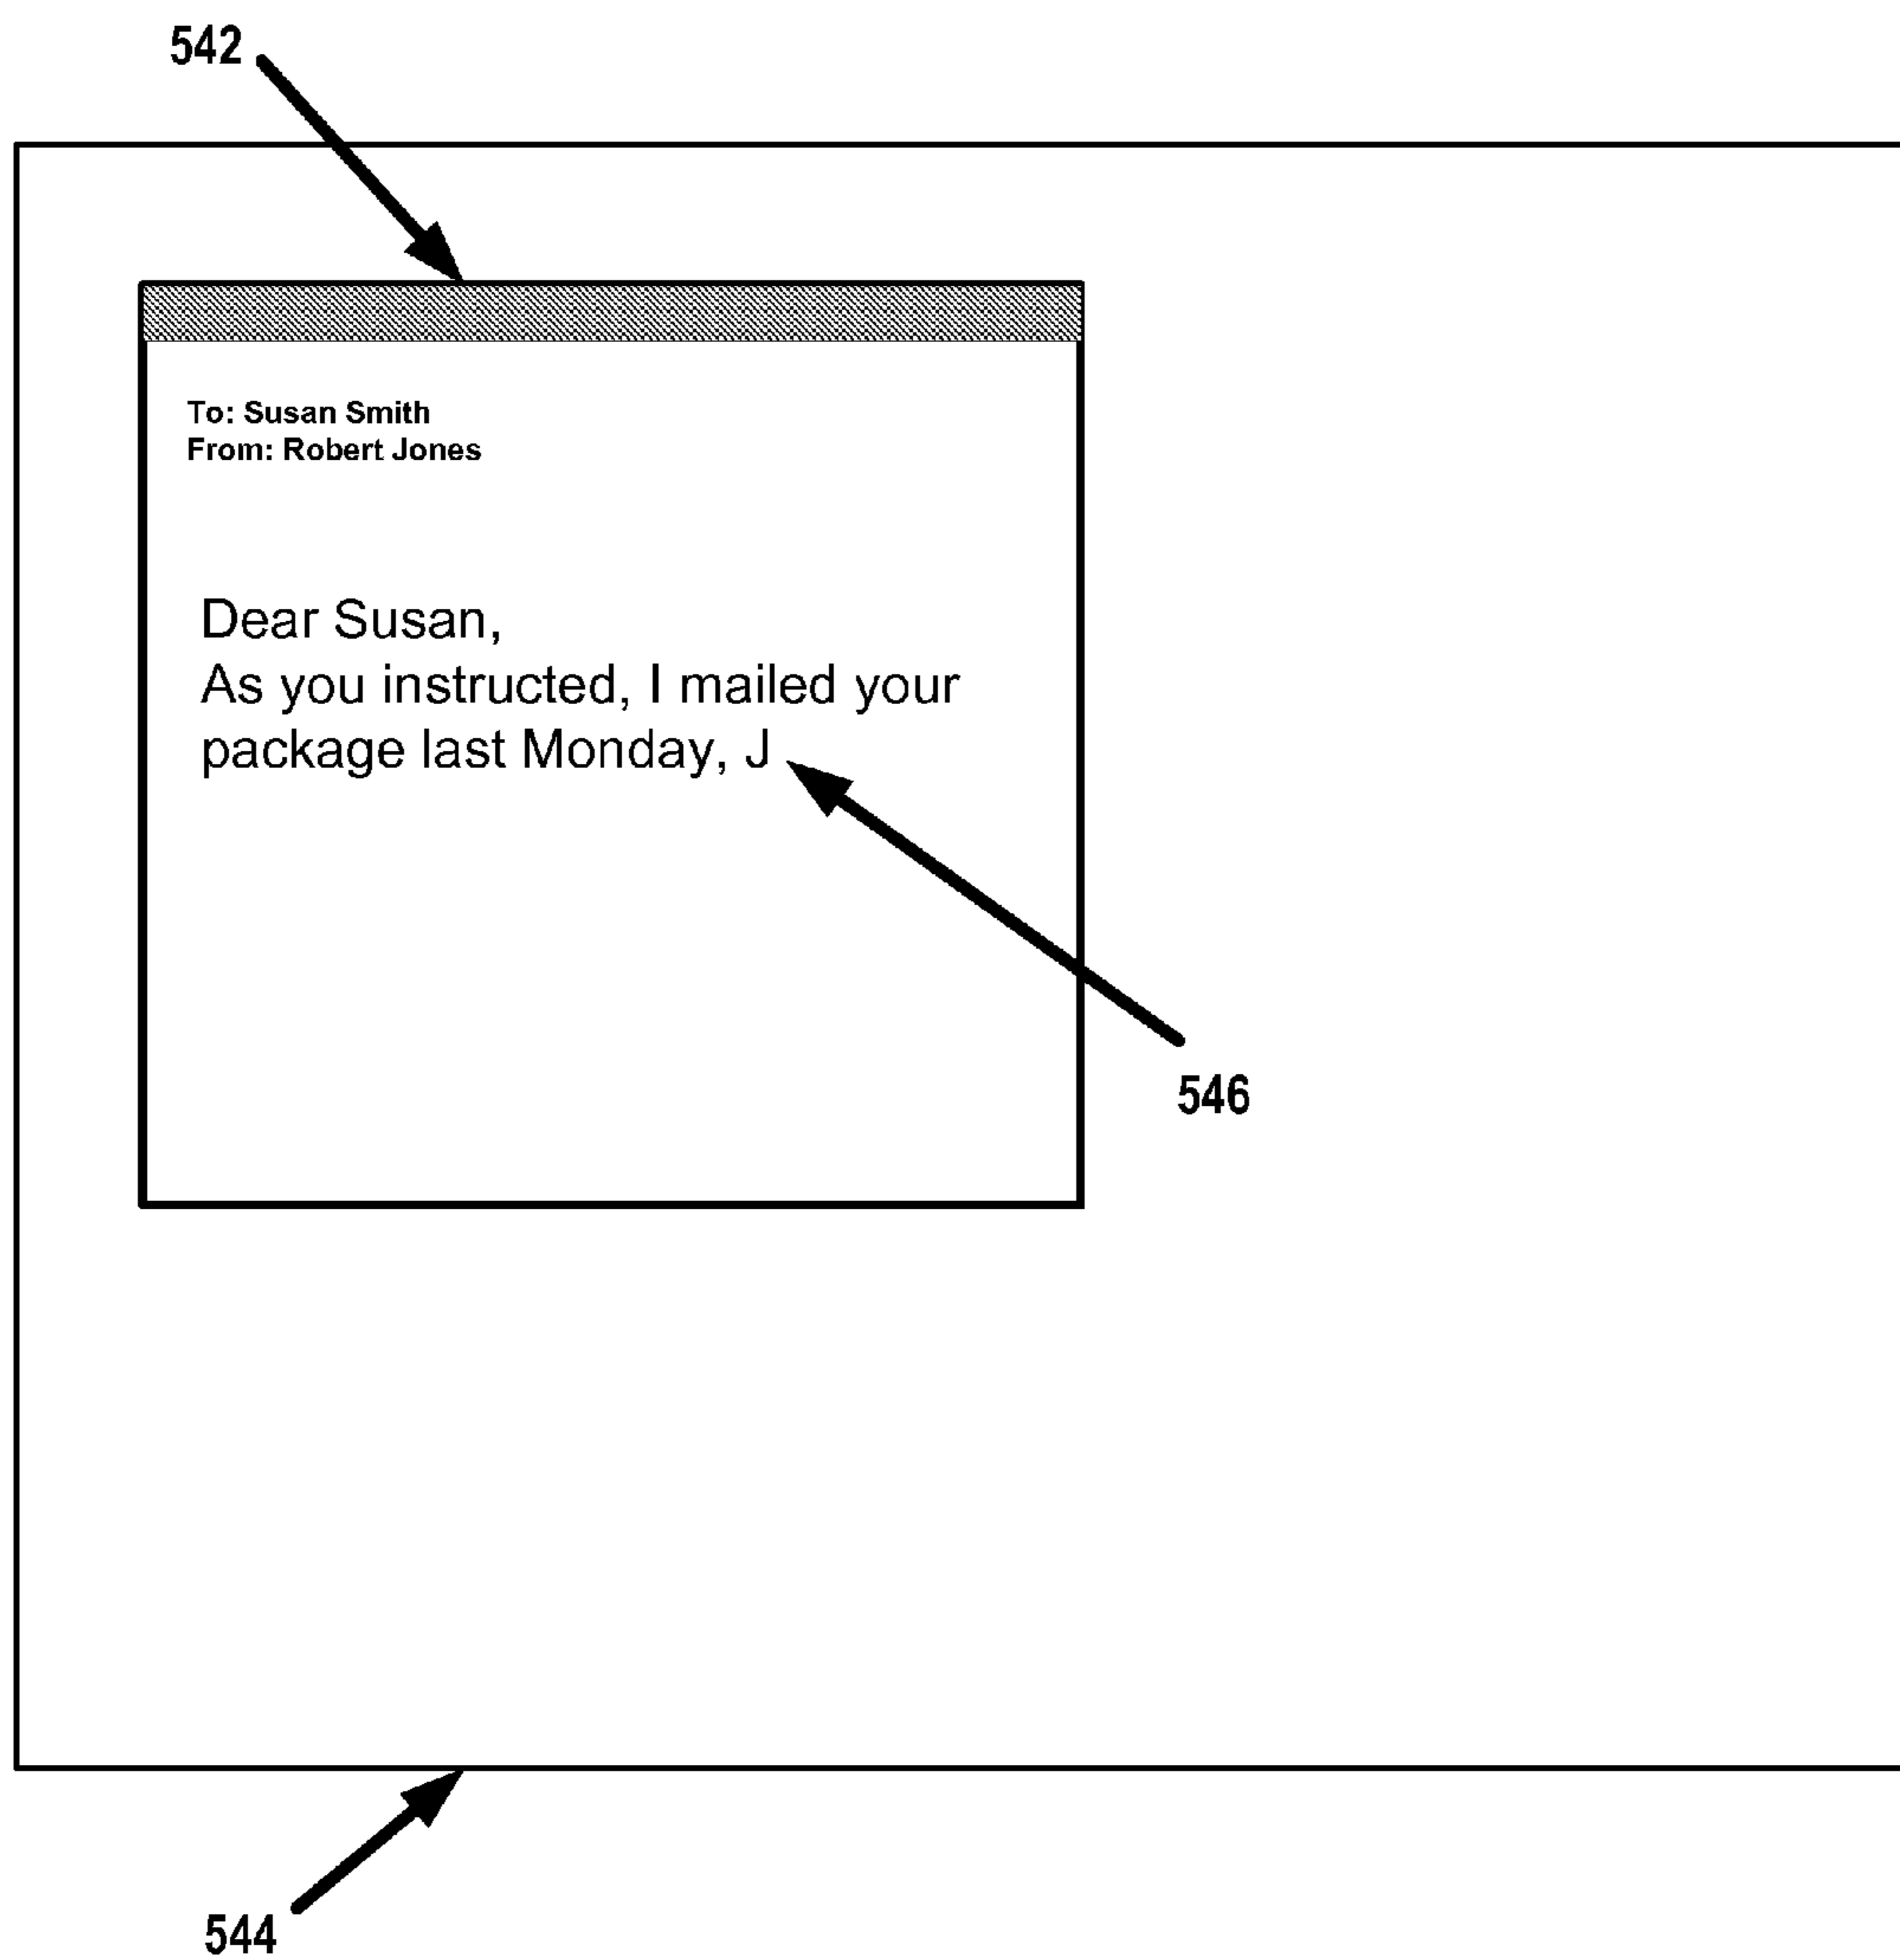 542
To: Susan Smith
From: Robert Jones
Dear Susan,
As you instructed, I mailed your
package last Monday, J
546
544